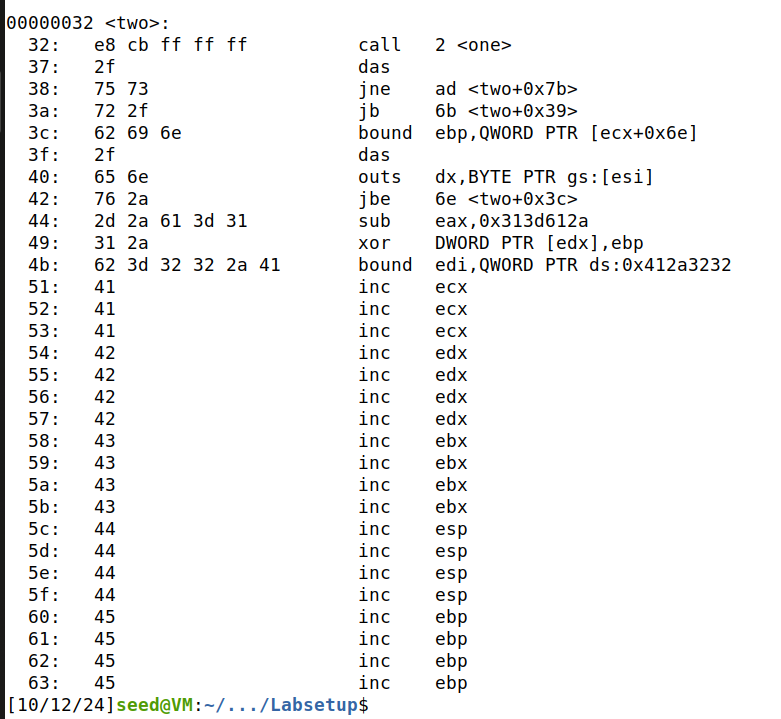 00000032 <two>:
  32:   e8 cb ff ff ff          call   2 <one>
  37:   2f                      das
  38:   75 73                   jne    ad <two+0x7b>
  3a:   72 2f                   jb     6b <two+0x39>
  3c:   62 69 6e                bound  ebp,QWORD PTR [ecx+0x6e]
  3f:   2f                      das
  40:   65 6e                   outs   dx,BYTE PTR gs:[esi]
  42:   76 2a                   jbe    6e <two+0x3c>
  44:   2d 2a 61 3d 31          sub    eax,0x313d612a
  49:   31 2a                   xor    DWORD PTR [edx],ebp
  4b:   62 3d 32 32 2a 41       bound  edi,QWORD PTR ds:0x412a3232
  51:   41                      inc    ecx
  52:   41                      inc    ecx
  53:   41                      inc    ecx
  54:   42                      inc    edx
  55:   42                      inc    edx
  56:   42                      inc    edx
  57:   42                      inc    edx
  58:   43                      inc    ebx
  59:   43                      inc    ebx
  5a:   43                      inc    ebx
  5b:   43                      inc    ebx
  5c:   44                      inc    esp
  5d:   44                      inc    esp
  5e:   44                      inc    esp
  5f:   44                      inc    esp
  60:   45                      inc    ebp
  61:   45                      inc    ebp
  62:   45                      inc    ebp
  63:   45                      inc    ebp
[10/12/24]seed@VM:~/.../Labsetup$